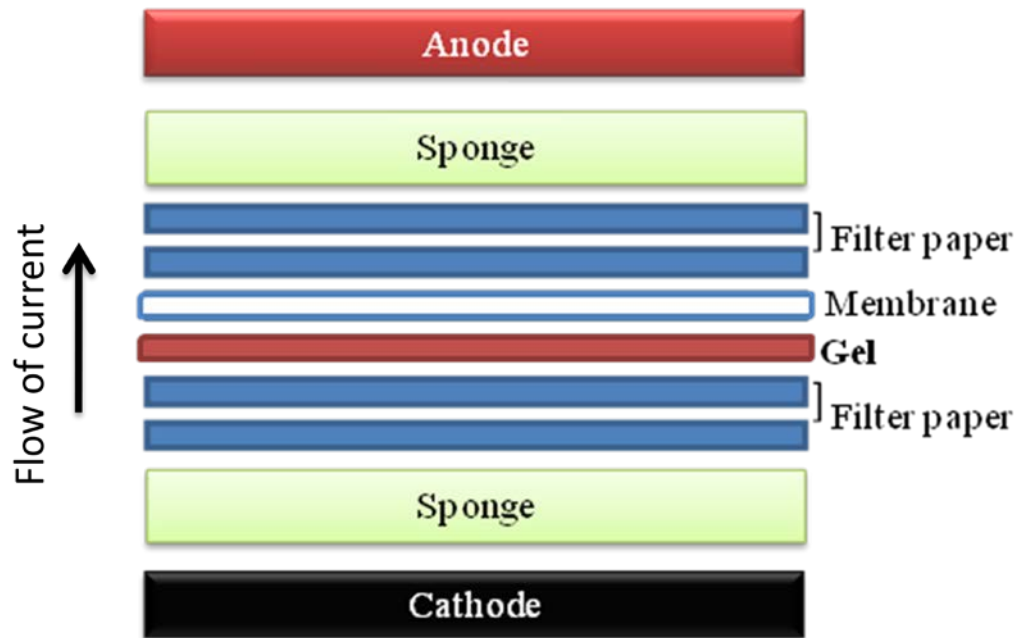 Anode
Sponge
Filter paper
Flow of current
Membrane
Gel
Filter paper
Sponge
Cathode